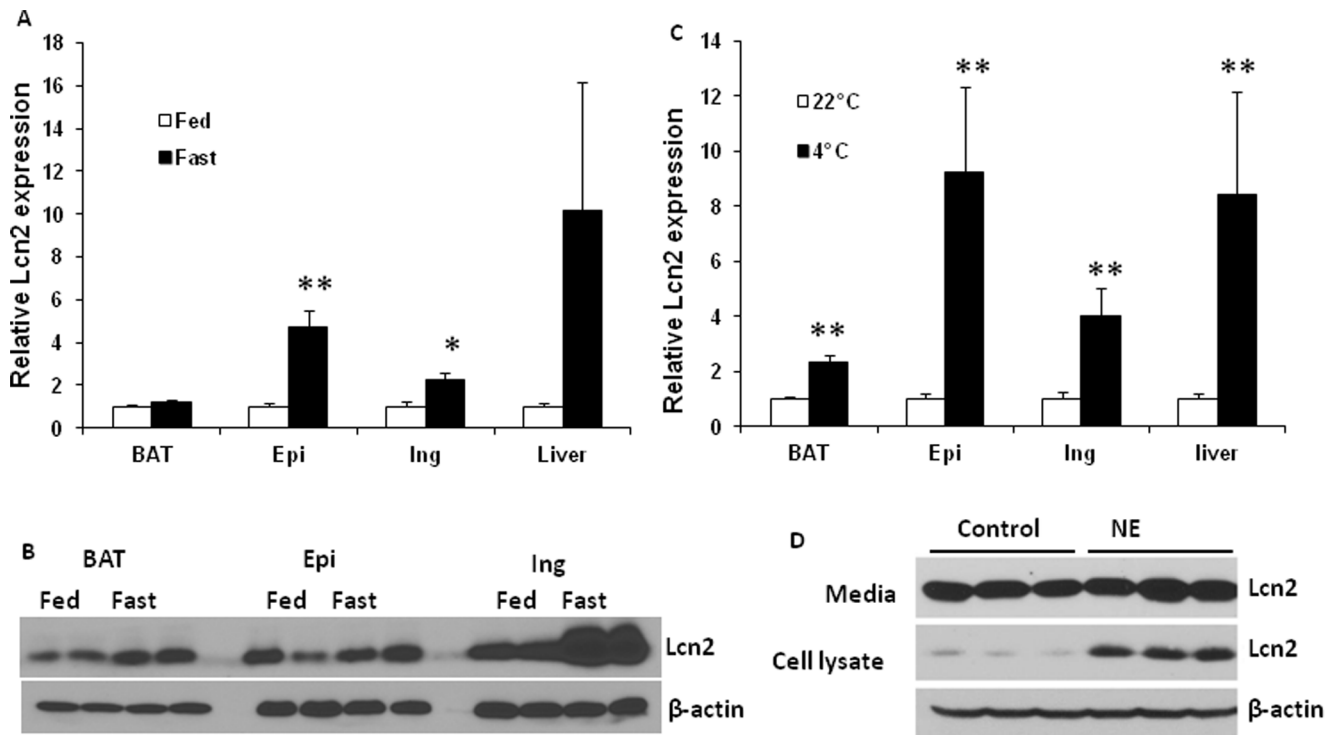 A
Relative Lcn2 expression
18
16
14
12
10
8
6
4
2
0
Fed
Fast
**
*
BAT Epi Ing Liver
C
Relative Lcn2 expression
14
12
10
8
6
4
2
0
22°C
4°C
**
**
**
**
BAT Epi Ing liver
B
BAT Epi Ing
Fed Fast Fed Fast Fed Fast
Lcn2
β-actin
D
Control NE
Media Lcn2
Cell lysate Lcn2
β-actin